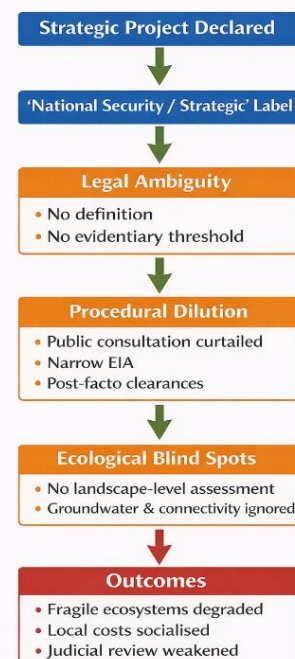 Strategic Project Declared
'National Security / Strategic' Label
Legal Ambiguity
• No definition
• No evidentiary threshold
Procedural Dilution
• Public consultation curtailed
• Narrow EIA
• Post-facto clearances
Ecological Blind Spots
• No landscape-level assessment
• Groundwater & connectivity ignored
Outcomes
• Fragile ecosystems degraded
• Local costs socialised
• Judicial review weakened